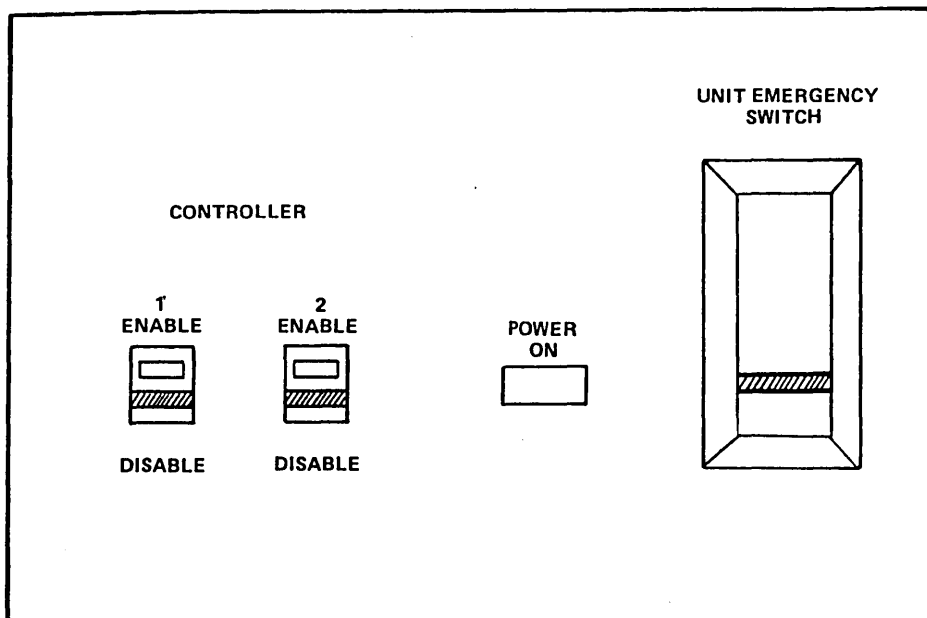 UNIT EMERGENCY
SWITCH
CONTROLLER
1
ENABLE
2
ENABLE
POWER
ON
DISABLE
DISABLE